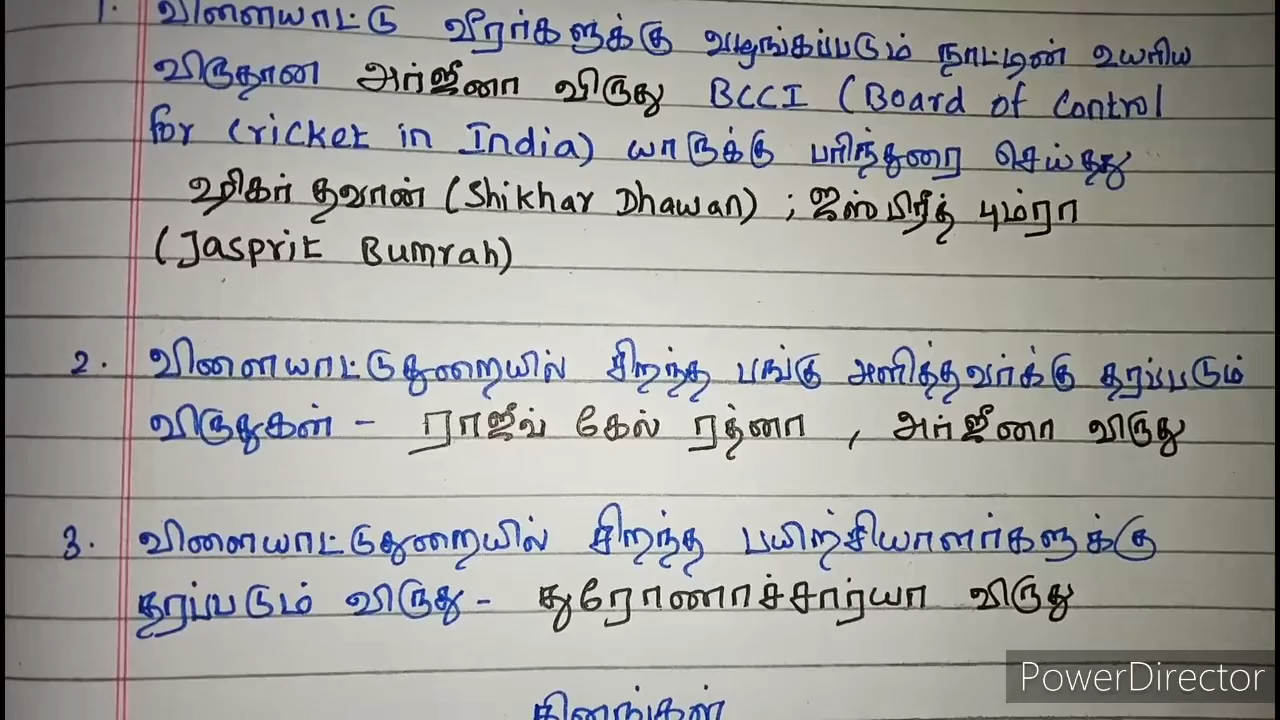 1. விளையாட்டு வீரர்களுக்கு வழங்கப்படும் நாட்டின் உயரிய
விருதான அர்ஜீனா விருது BCCI (Board of Control
for Cricket in India) யாருக்கு பரிந்துரை செய்தது
ஷிகர் தவான் (Shikhar Dhawan) ; ஜஸ்பிரீத் பும்ரா
(Jasprit Bumrah)
2. விளையாட்டுதுறையில் சிறந்த பங்கு அளித்தவர்க்கு தரப்படும்
விருதுகள் - ராஜீவ் கேல் ரத்னா , அர்ஜீனா விருது
3. விளையாட்டுதுறையில் சிறந்த பயிற்சியாளர்களுக்கு
தரப்படும் விருது - துரோணாச்சார்யா விருது
தினங்கள்
PowerDirector